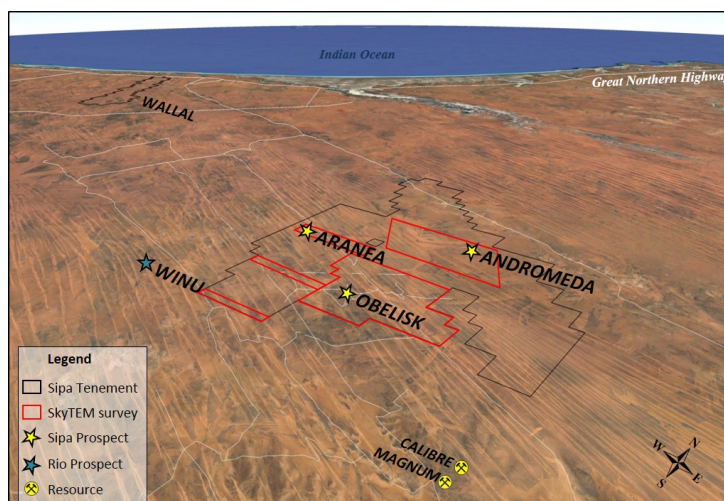 Indian Ocean
Great Northern Highway
WALLAL
ARANEA
ANDROMEDA
WINU
OBELISK
Legend
Sipa Tenement
SkyTEM survey
Sipa Prospect
Rio Prospect
Resource
CALIBRE
MAGNUM
N
W
E
S